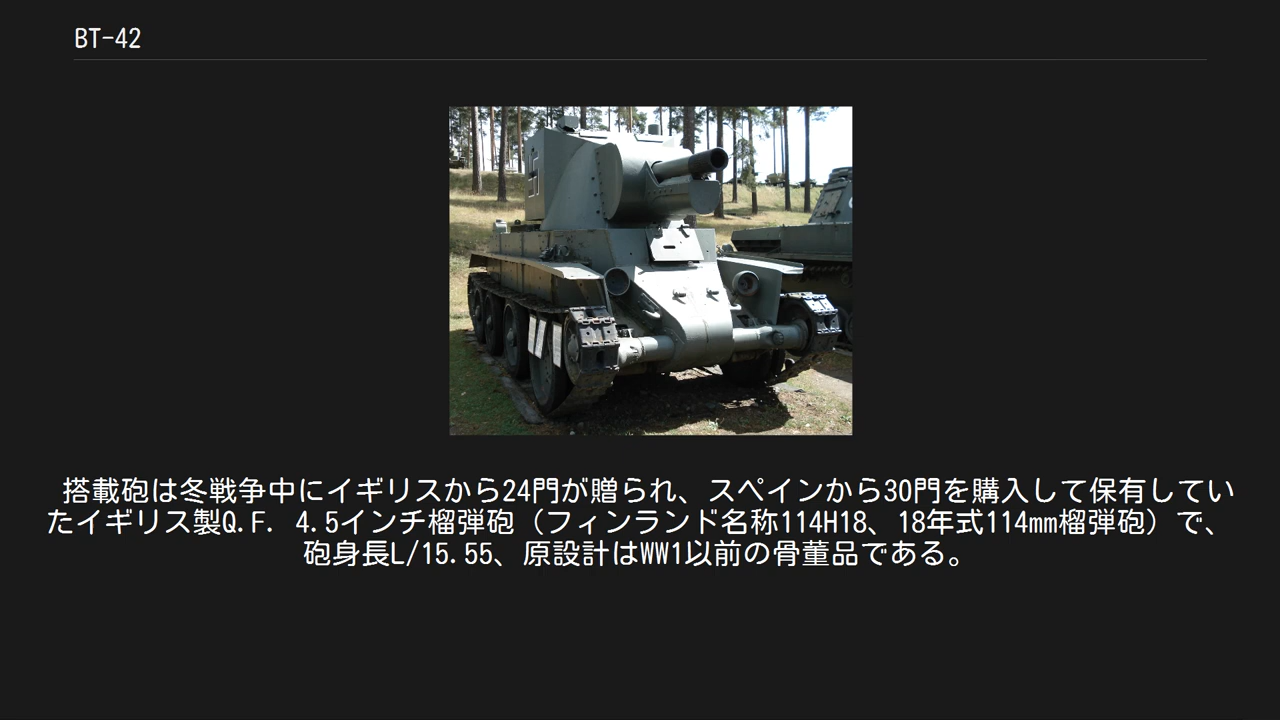 BT-42
搭載砲は冬戦争中にイギリスから24門が贈られ、スペインから30門を購入して保有してい
たイギリス製Q.F. 4.5インチ榴弾砲（フィンランド名称114H18、18年式114mm榴弾砲）で、
砲身長L/15.55、原設計はWW1以前の骨董品である。